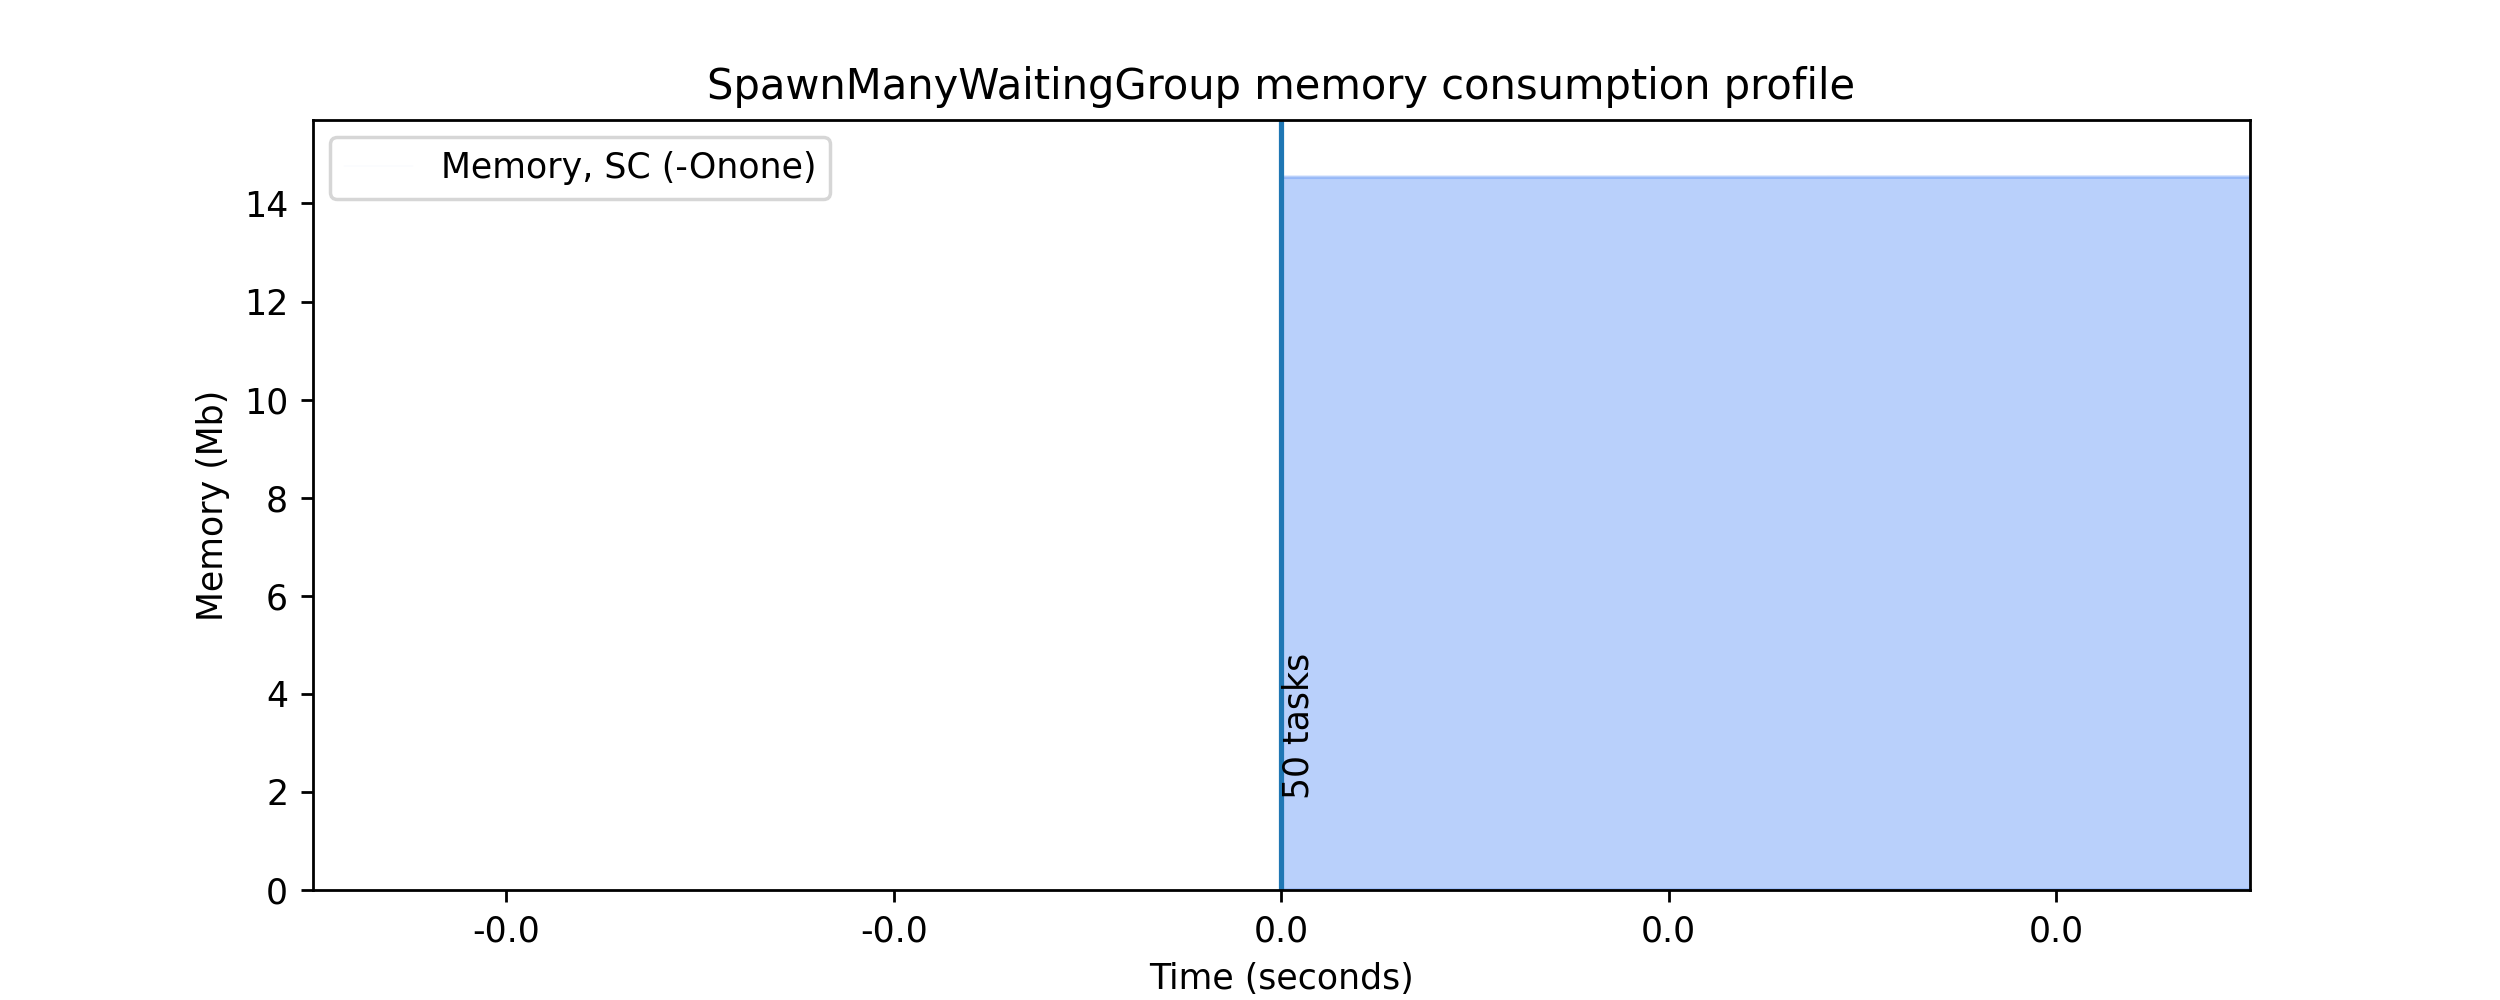 SpawnManyWaitingGroup memory consumption profile
Memory, SC (-Onone)
14
12
10
8
6
4
2
0
Memory (Mb)
50 tasks
-0.0
-0.0
0.0
0.0
0.0
Time (seconds)